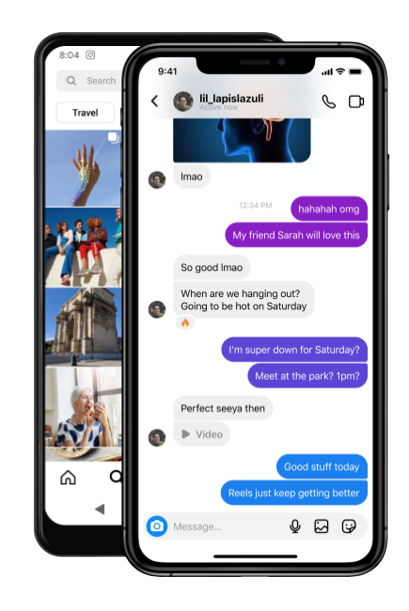 8:04
Search
Travel
9:41
lil_lapislazuli
Active now
lmao
12:34 PM
hahahah omg
My friend Sarah will love this
So good lmao
When are we hanging out?
Going to be hot on Saturday
I'm super down for Saturday?
Meet at the park? 1pm?
Perfect seeya then
Video
Good stuff today
Reels just keep getting better
Message...